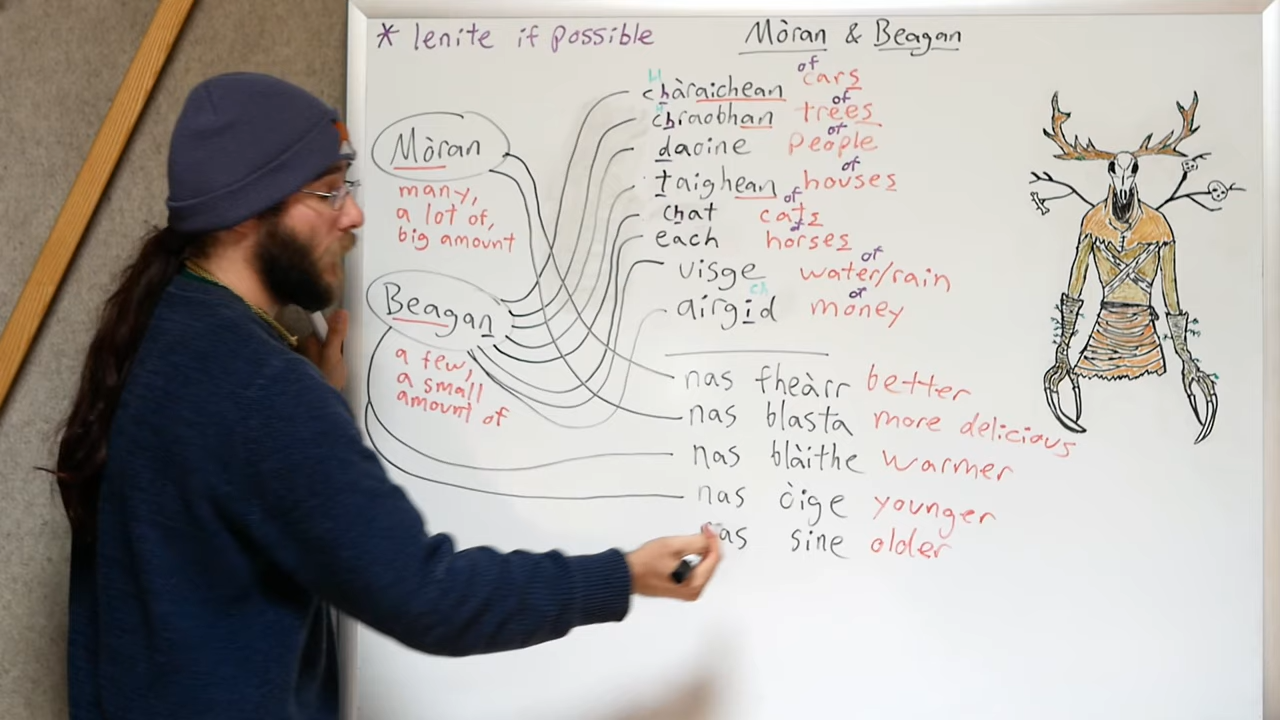 * lenite if possible
Mòran & Beagan
chàraichean of cars
chraobhan of trees
daoine of people
taighean of houses
chat of cats
each of horses
uisge of water/rain
airgid of money
ch
Mòran
many,
a lot of,
big amount
Beagan
a few,
a small
amount of
nas fheàrr better
nas blasta more delicious
nas blàithe warmer
nas òige younger
nas sine older